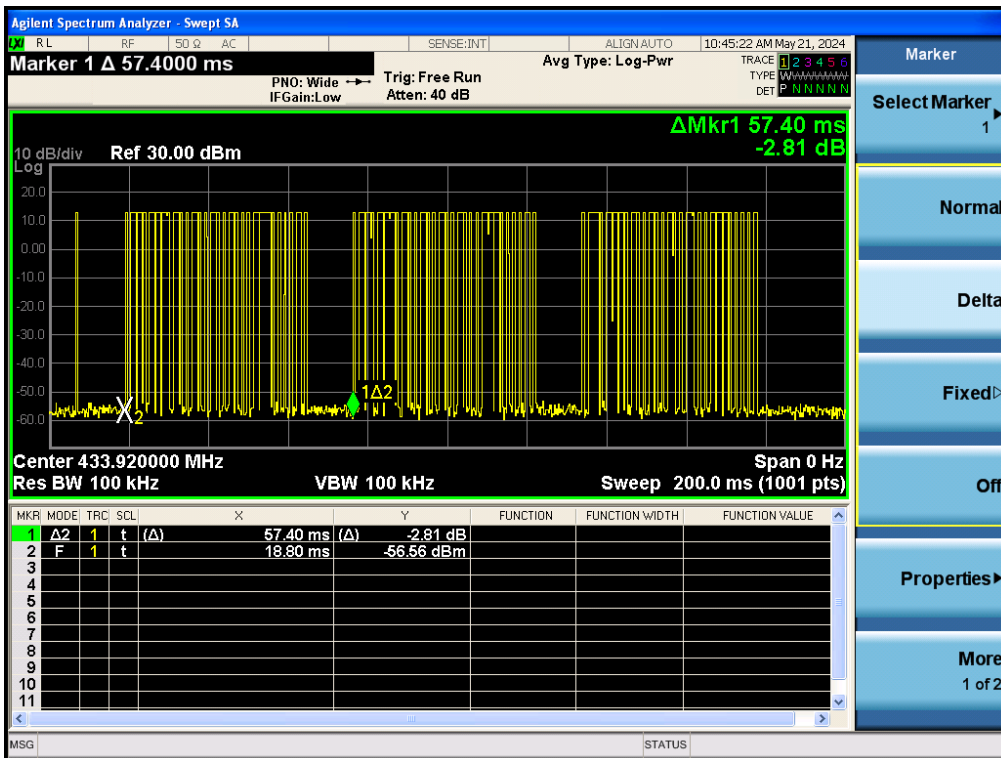 Agilent Spectrum Analyzer - Swept SA
LXI RL RF 50 Ω AC SENSE:INT ALIGNAUTO 10:45:22 AM May 21, 2024
Marker 1 Δ 57.4000 ms
PNO: Wide
IFGain:Low
Trig: Free Run
Atten: 40 dB
Avg Type: Log-Pwr
TRACE 1 2 3 4 5 6
TYPE WWWWWW
DET P N N N N N
ΔMkr1 57.40 ms
-2.81 dB
10 dB/div Ref 30.00 dBm
Log
20.0
10.0
0.00
-10.0
-20.0
-30.0
-40.0
-50.0
-60.0
X2
1Δ2
Center 433.920000 MHz Span 0 Hz
Res BW 100 kHz VBW 100 kHz Sweep 200.0 ms (1001 pts)
MKR MODE TRC SCL X Y FUNCTION FUNCTION WIDTH FUNCTION VALUE
1 Δ2 1 t (Δ) 57.40 ms (Δ) -2.81 dB
2 F 1 t 18.80 ms -56.56 dBm
3
4
5
6
7
8
9
10
11
MSG STATUS
Marker
Select Marker
1
Normal
Delta
Fixed
Off
Properties
More
1 of 2